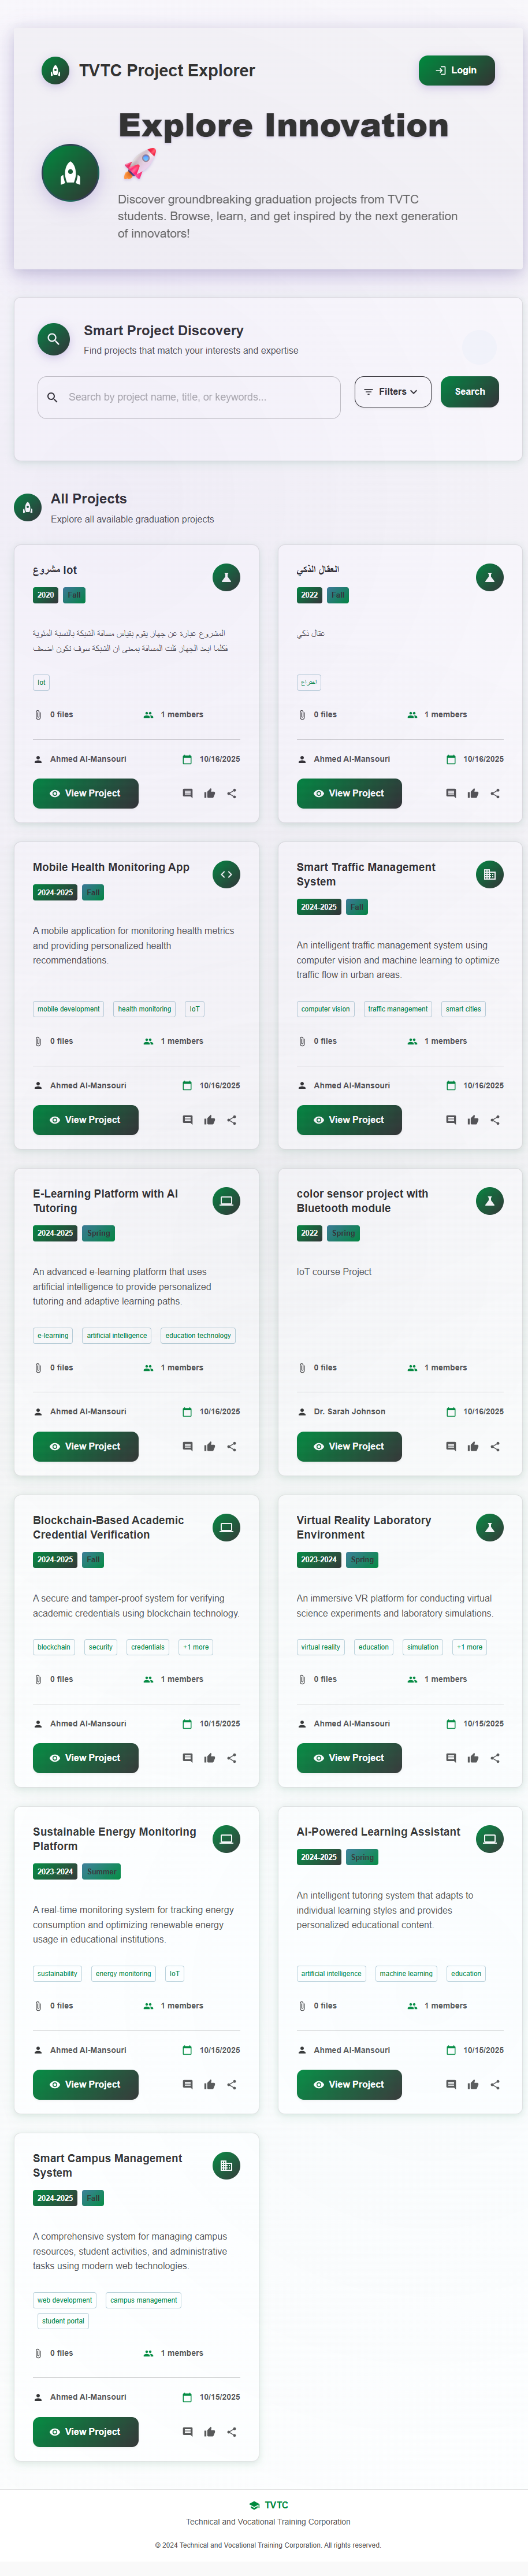 TVTC Project Explorer
Login
Explore Innovation
🚀
Discover groundbreaking graduation projects from TVTC
students. Browse, learn, and get inspired by the next generation
of innovators!
Smart Project Discovery
Find projects that match your interests and expertise
Search by project name, title, or keywords...
Filters
Search
All Projects
Explore all available graduation projects
مشروع Iot
2020 Fall
المشروع عبارة عن جهاز يقوم بقياس مسافة الشبكة بالنسبة المئوية
فكلما ابعد الجهاز قلت المسافة بمعنى ان الشبكة سوف تكون اضعف
Iot
0 files
1 members
Ahmed Al-Mansouri
10/16/2025
View Project
العقال الذكي
2022 Fall
عقال ذكي
اختراع
0 files
1 members
Ahmed Al-Mansouri
10/16/2025
View Project
Mobile Health Monitoring App
2024-2025 Fall
A mobile application for monitoring health metrics
and providing personalized health
recommendations.
mobile development health monitoring IoT
0 files
1 members
Ahmed Al-Mansouri
10/16/2025
View Project
Smart Traffic Management
System
2024-2025 Fall
An intelligent traffic management system using
computer vision and machine learning to optimize
traffic flow in urban areas.
computer vision traffic management smart cities
0 files
1 members
Ahmed Al-Mansouri
10/16/2025
View Project
E-Learning Platform with AI
Tutoring
2024-2025 Spring
An advanced e-learning platform that uses
artificial intelligence to provide personalized
tutoring and adaptive learning paths.
e-learning artificial intelligence education technology
0 files
1 members
Ahmed Al-Mansouri
10/16/2025
View Project
color sensor project with
Bluetooth module
2022 Spring
IoT course Project
0 files
1 members
Dr. Sarah Johnson
10/16/2025
View Project
Blockchain-Based Academic
Credential Verification
2024-2025 Fall
A secure and tamper-proof system for verifying
academic credentials using blockchain technology.
blockchain security credentials +1 more
0 files
1 members
Ahmed Al-Mansouri
10/15/2025
View Project
Virtual Reality Laboratory
Environment
2023-2024 Spring
An immersive VR platform for conducting virtual
science experiments and laboratory simulations.
virtual reality education simulation +1 more
0 files
1 members
Ahmed Al-Mansouri
10/15/2025
View Project
Sustainable Energy Monitoring
Platform
2023-2024 Summer
A real-time monitoring system for tracking energy
consumption and optimizing renewable energy
usage in educational institutions.
sustainability energy monitoring IoT
0 files
1 members
Ahmed Al-Mansouri
10/15/2025
View Project
AI-Powered Learning Assistant
2024-2025 Spring
An intelligent tutoring system that adapts to
individual learning styles and provides
personalized educational content.
artificial intelligence machine learning education
0 files
1 members
Ahmed Al-Mansouri
10/15/2025
View Project
Smart Campus Management
System
2024-2025 Fall
A comprehensive system for managing campus
resources, student activities, and administrative
tasks using modern web technologies.
web development campus management
student portal
0 files
1 members
Ahmed Al-Mansouri
10/15/2025
View Project
TVTC
Technical and Vocational Training Corporation
© 2024 Technical and Vocational Training Corporation. All rights reserved.